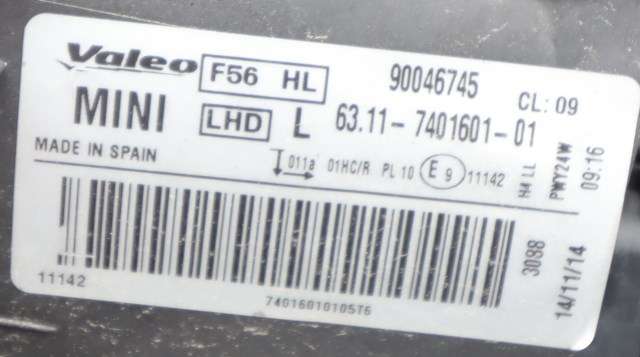 Valeo F56 HL 90046745 CL: 09
MINI LHD L 63.11-7401601-01
MADE IN SPAIN 011a 01HC/R PL 10 E 9 11142
H4 LL
PWY24W
09:16
3098
14/11/14
11142
7401601010576